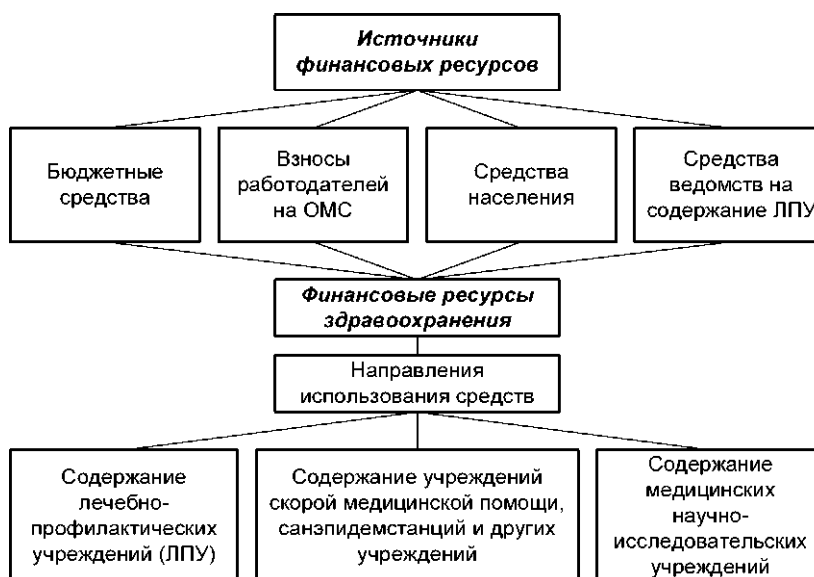 Источники
финансовых ресурсов
Бюджетные
средства
Взносы
работодателей
на ОМС
Средства
населения
Средства
ведомств на
содержание ЛПУ
Финансовые ресурсы
здравоохранения
Направления
использования средств
Содержание
лечебно-
профилактических
учреждений (ЛПУ)
Содержание учреждений
скорой медицинской помощи,
санэпидемстанций и других
учреждений
Содержание
медицинских
научно-
исследовательских
учреждений